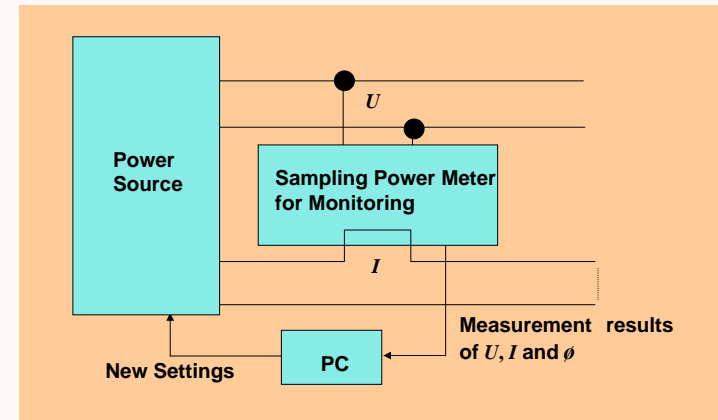 U
Power
Source
Sampling Power Meter
for Monitoring
I
Measurement results
of U, I and ø
PC
New Settings